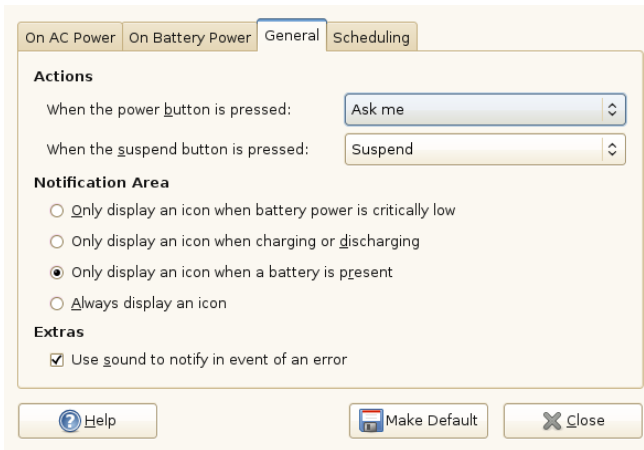 On AC Power On Battery Power General Scheduling
Actions
When the power button is pressed: Ask me
When the suspend button is pressed: Suspend
Notification Area
Only display an icon when battery power is critically low
Only display an icon when charging or discharging
Only display an icon when a battery is present
Always display an icon
Extras
Use sound to notify in event of an error
Help Make Default Close